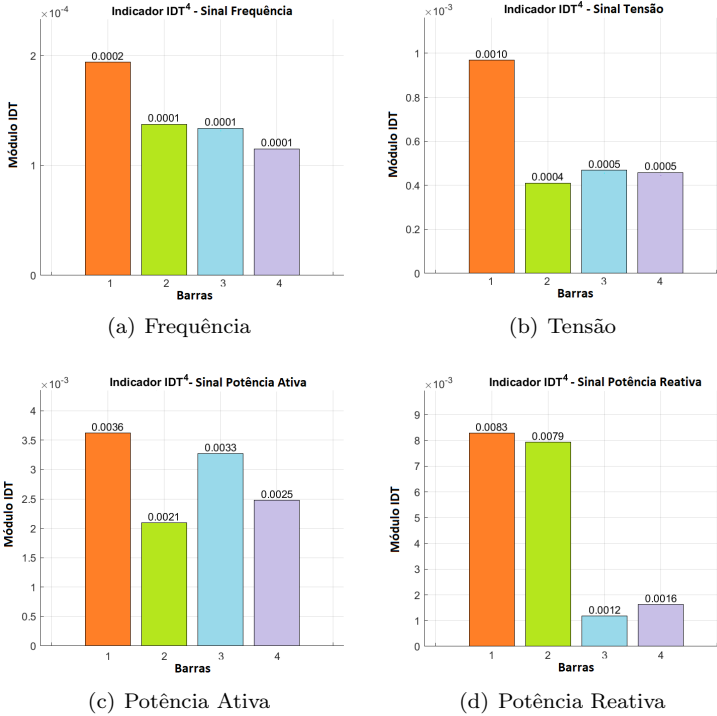 Indicador IDT⁴ - Sinal Frequência
×10⁻⁴
2
1
0
Módulo IDT
0.0002
0.0001
0.0001
0.0001
1 2 3 4
Barras
(a) Frequência
Indicador IDT⁴ - Sinal Tensão
×10⁻³
1
0.8
0.6
0.4
0.2
0
Módulo IDT
0.0010
0.0004
0.0005
0.0005
1 2 3 4
Barras
(b) Tensão
Indicador IDT⁴- Sinal Potência Ativa
×10⁻³
4
3.5
3
2.5
2
1.5
1
0.5
0
Módulo IDT
0.0036
0.0021
0.0033
0.0025
1 2 3 4
Barras
(c) Potência Ativa
Indicador IDT⁴ - Sinal Potência Reativa
×10⁻³
9
8
7
6
5
4
3
2
1
0
Módulo IDT
0.0083
0.0079
0.0012
0.0016
1 2 3 4
Barras
(d) Potência Reativa